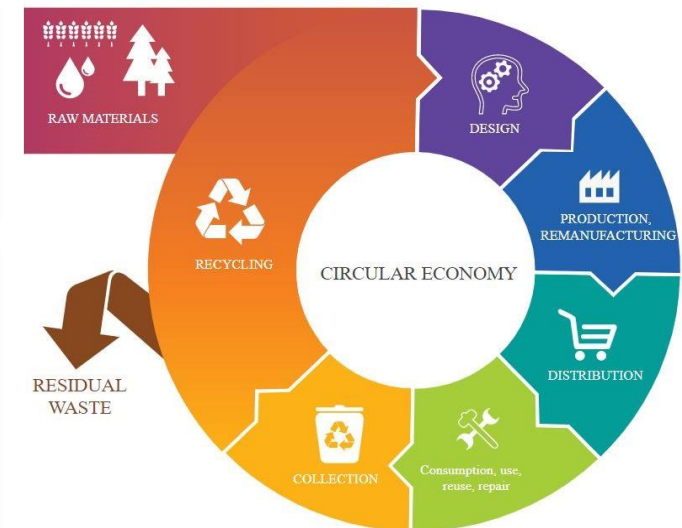 RAW MATERIALS
DESIGN
PRODUCTION,
REMANUFACTURING
RECYCLING
CIRCULAR ECONOMY
DISTRIBUTION
RESIDUAL
WASTE
COLLECTION
Consumption, use,
reuse, repair